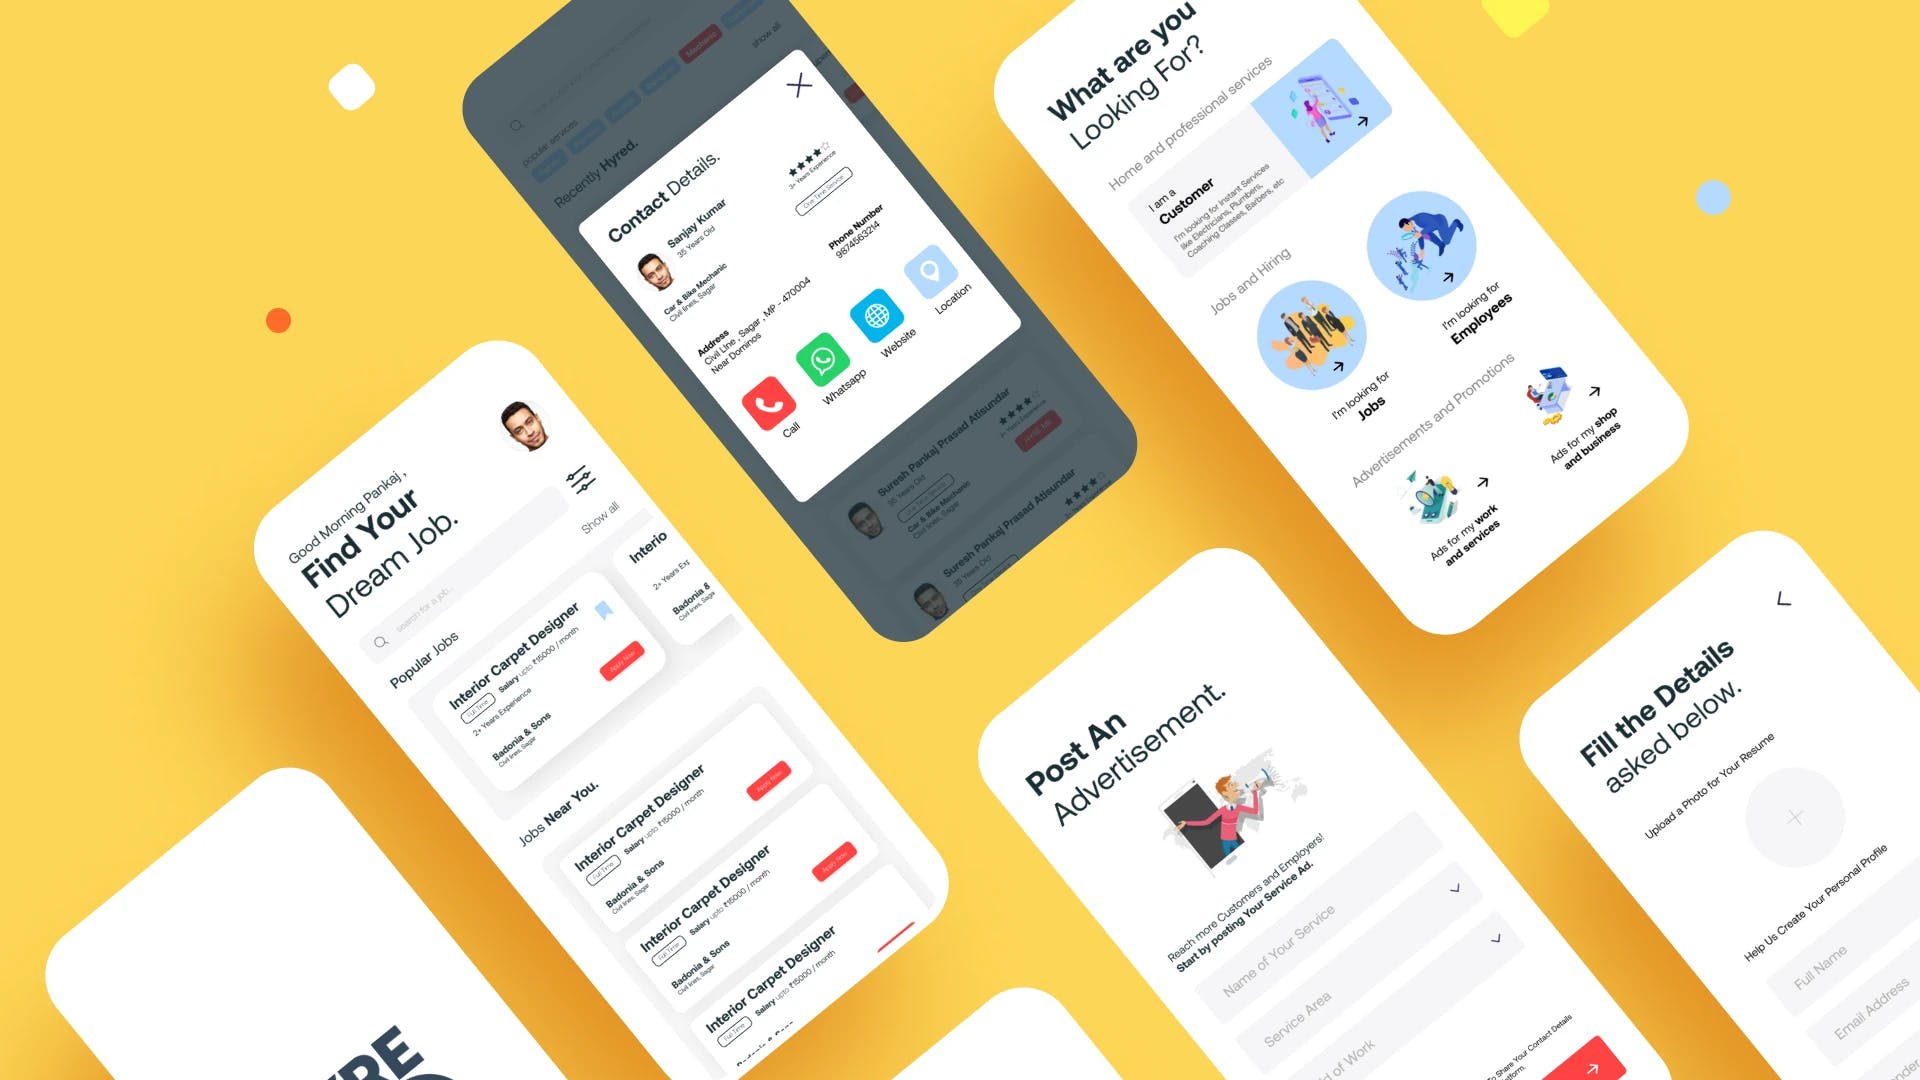 Good Morning Pankaj ,
Find Your
Dream Job.
search for a job...
Show all
Popular Jobs
Interior Carpet Designer
Full Time
Salary upto ₹15000 / month
2+ Years Experience
Apply Now
Badonia & Sons
Civil lines, Sagar
Interio
2+ Years Ex
Badonia &
Civil lines, Sagar
Jobs Near You.
Interior Carpet Designer
Full Time
Salary upto ₹15000 / month
Apply Now
Badonia & Sons
Civil lines, Sagar
Interior Carpet Designer
Full Time
Salary upto ₹15000 / month
Apply Now
Badonia & Sons
Civil lines, Sagar
Interior Carpet Designer
Full Time
Salary upto ₹15000 / month
YRE
popular services
Mechanic
show all
Recently Hyred.
Contact Details.
Sanjay Kumar
35 Years Old
3+ Years Experience
One Time Service
Car & Bike Mechanic
Civil lines, Sagar
Phone Number
9874563214
Address
Civil Line , Sagar , MP - 470004
Near Dominos
Call
Whatsapp
Website
Location
Suresh Pankaj Prasad Atisundar
35 Years Old
3+ Years Experience
Car & Bike Mechanic
Civil lines, Sagar
Suresh Pankaj Prasad Atisundar
35 Years Old
What are you
Looking For?
Home and professional services
I am a
Customer
I'm looking for Instant Services
like Electricians, Plumbers,
Coaching Classes, Barbers, etc
Jobs and Hiring
I'm looking for
Jobs
I'm looking for
Employees
Advertisements and Promotions
Ads for my work
and services
Ads for my shop
and business
Post An
Advertisement.
Reach more Customers and Employers!
Start by posting Your Service Ad.
Name of Your Service
Service Area
d of Work
To Share Your Contact Details
Fill the Details
asked below.
Upload a Photo for Your Resume
Help Us Create Your Personal Profile
Full Name
Email Address